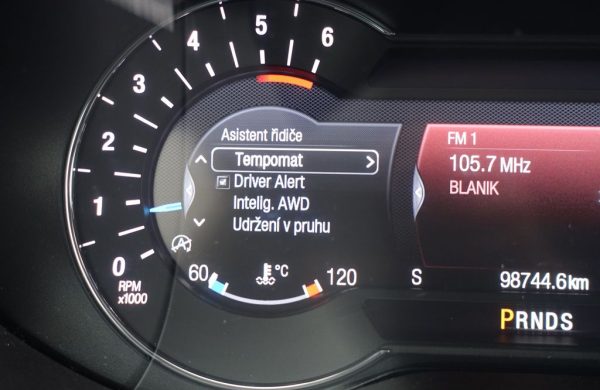 6
5
4
3
2
1
0
RPM
x1000
Asistent řidiče
Tempomat
Driver Alert
Intelig. AWD
Udržení v pruhu
60 °C 120
FM 1
105.7 MHz
BLANIK
S 98744.6km
PRNDS